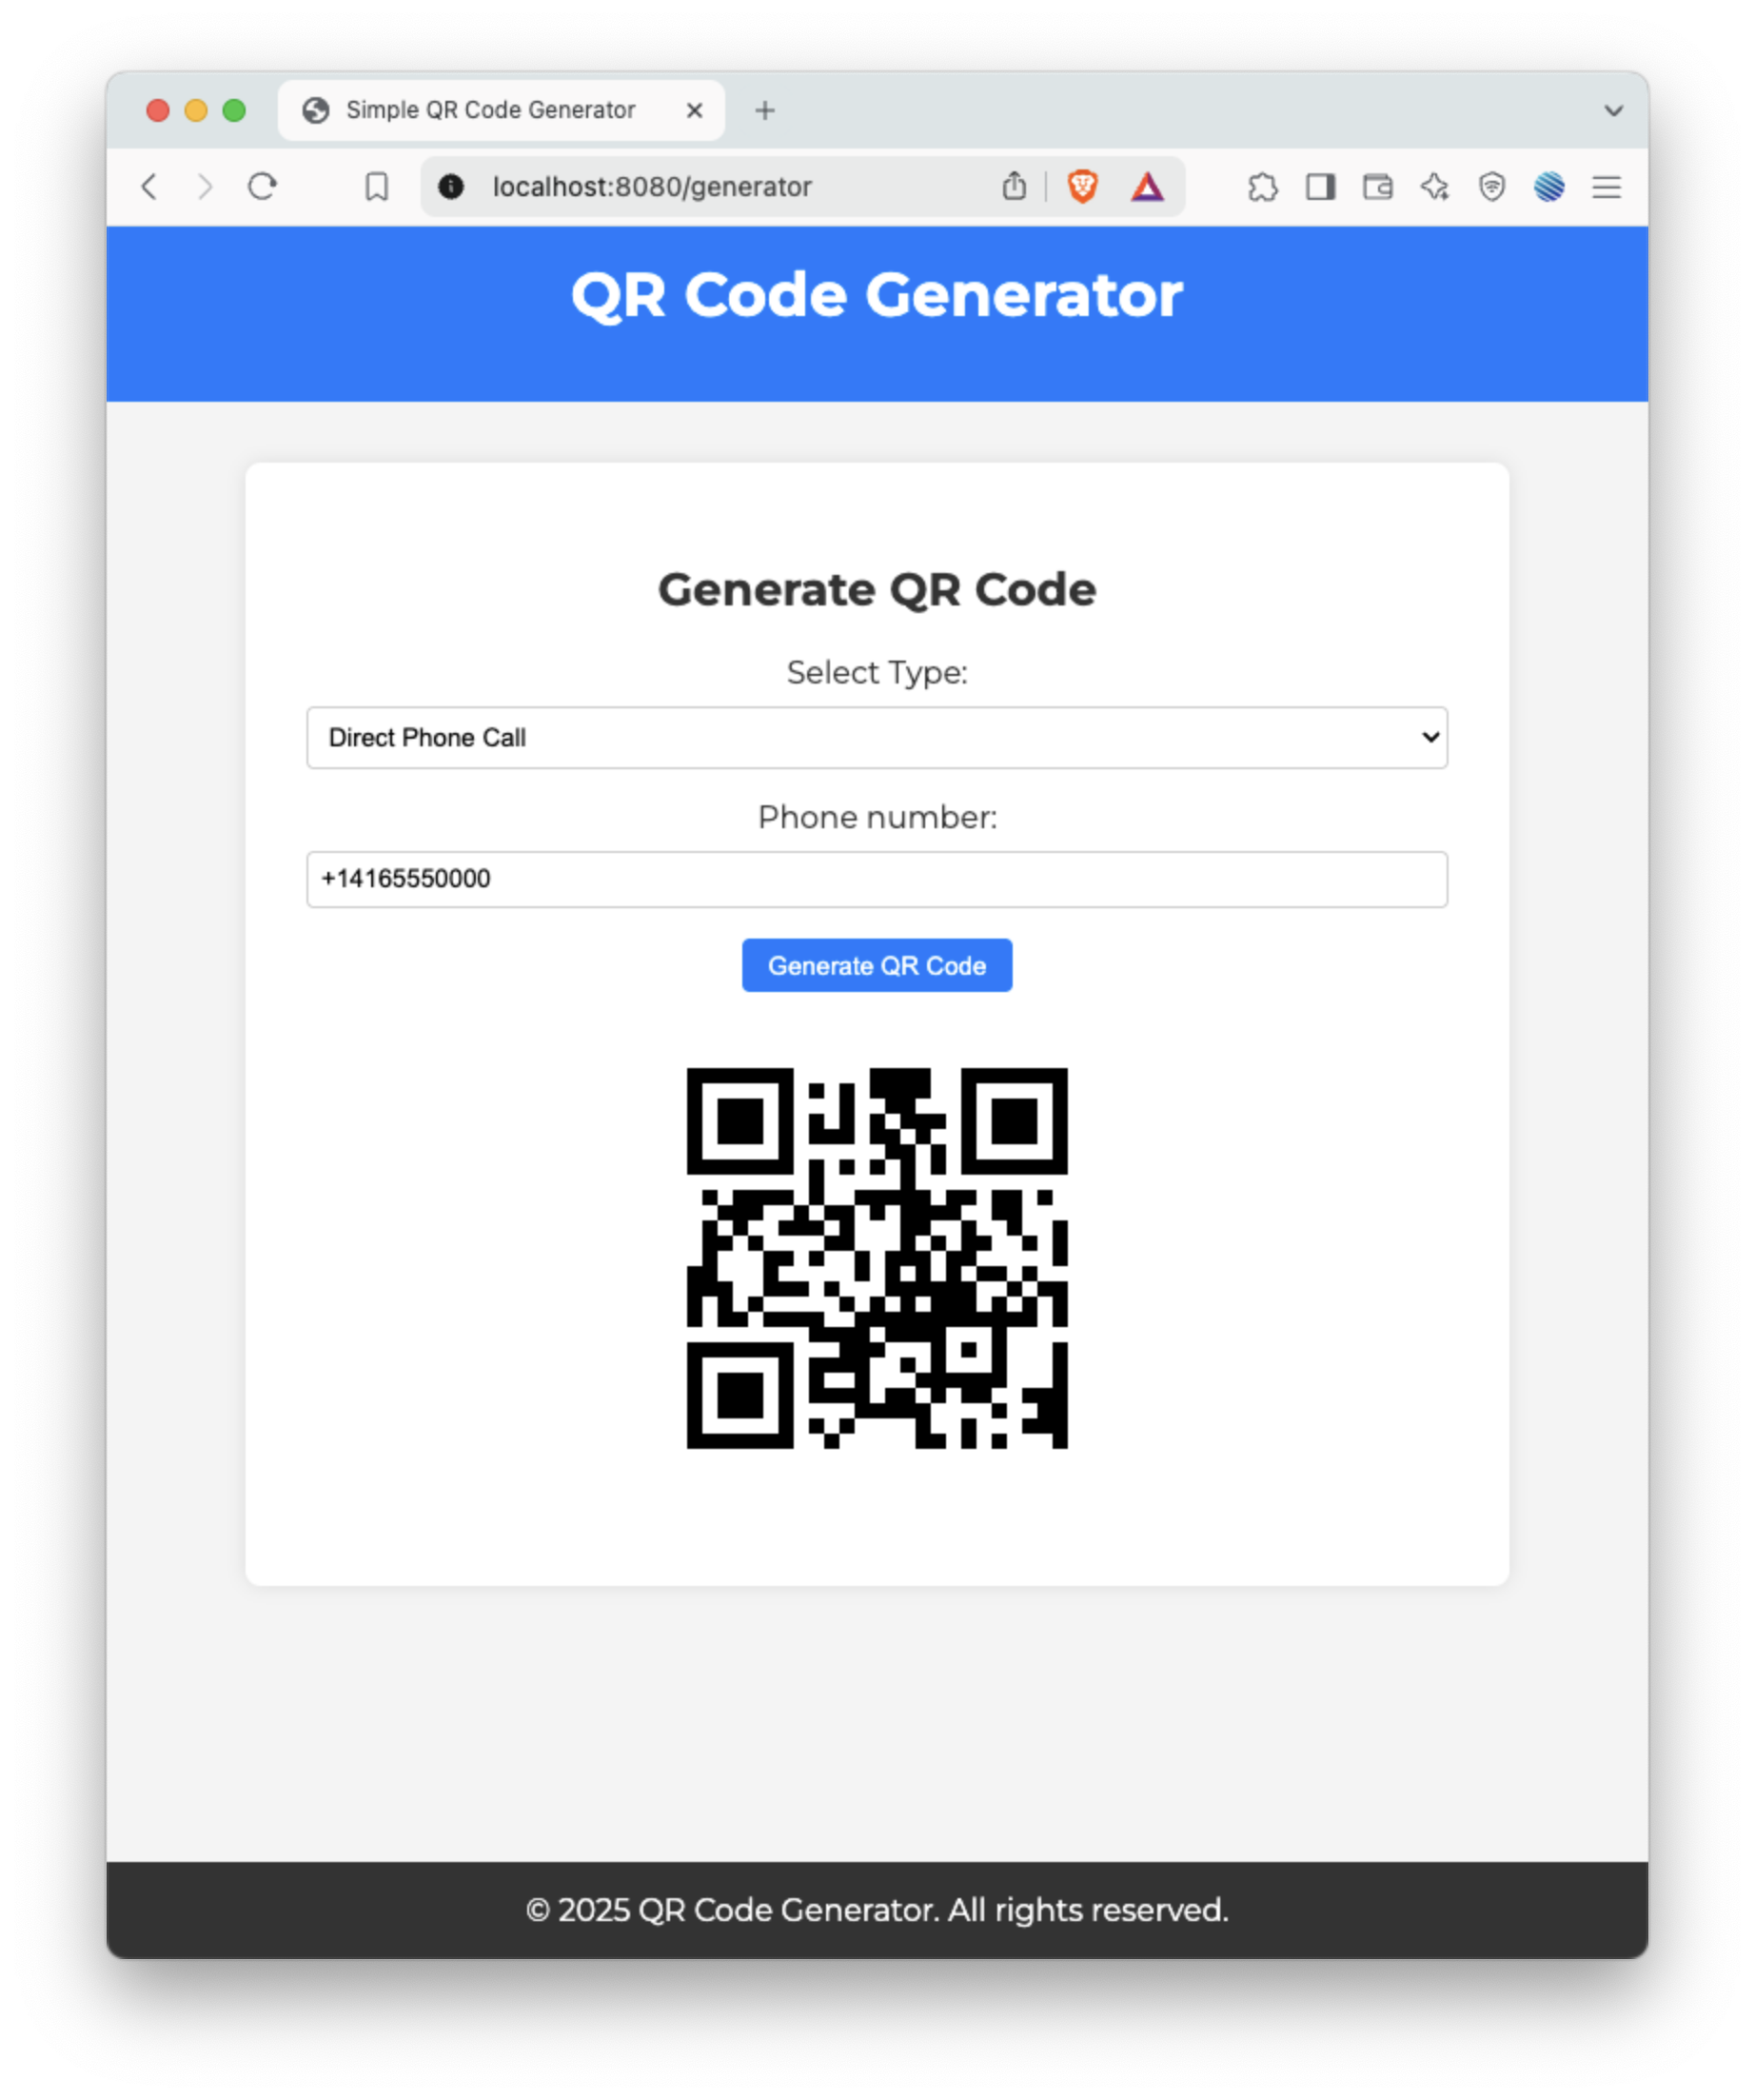 Simple QR Code Generator
localhost:8080/generator
QR Code Generator
Generate QR Code
Select Type:
Direct Phone Call
Phone number:
+14165550000
Generate QR Code
© 2025 QR Code Generator. All rights reserved.